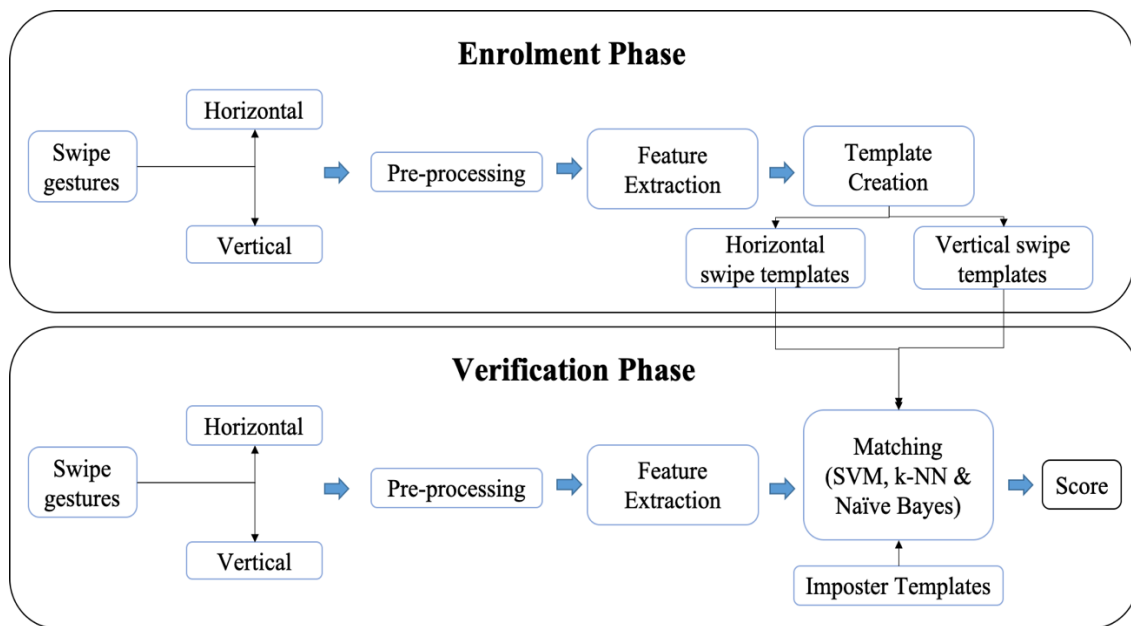 Enrolment Phase
Horizontal
Swipe
gestures
Vertical
Pre-processing
Feature
Extraction
Template
Creation
Horizontal
swipe templates
Vertical swipe
templates
Verification Phase
Horizontal
Swipe
gestures
Vertical
Pre-processing
Feature
Extraction
Matching
(SVM, k-NN &
Naïve Bayes)
Score
Imposter Templates